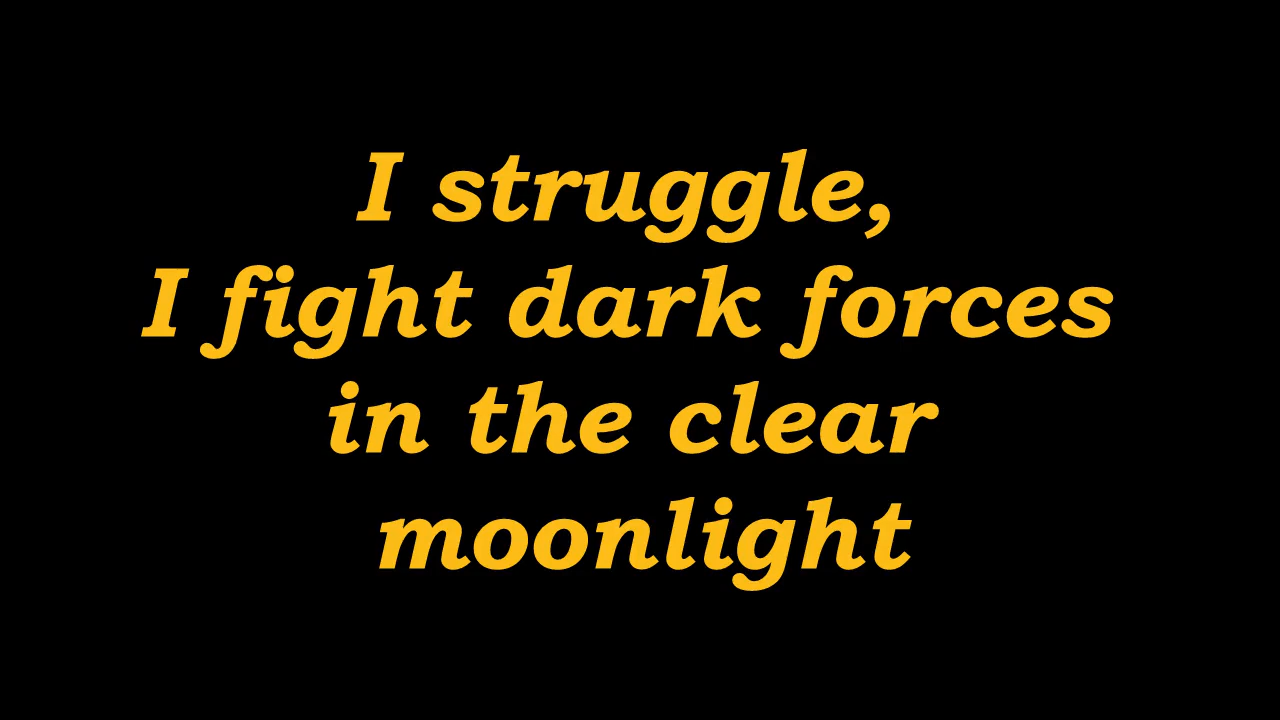 I struggle,
I fight dark forces
in the clear
moonlight